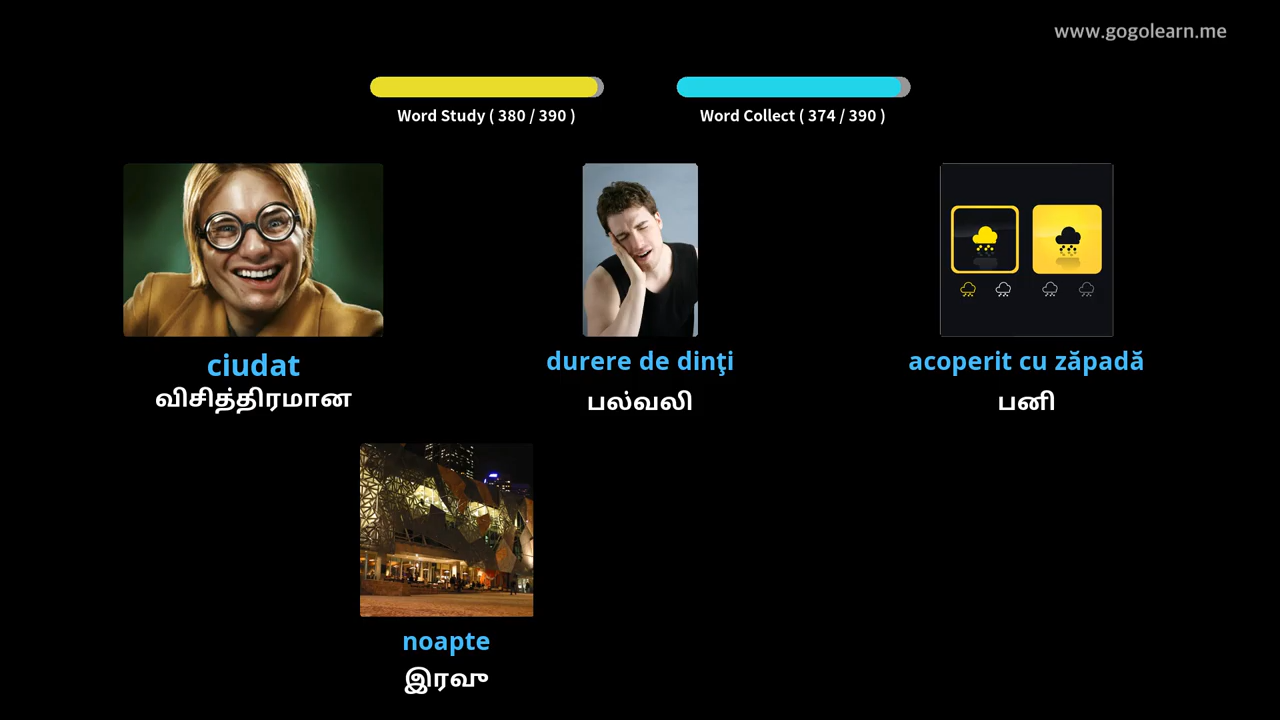 www.gogolearn.me
Word Study ( 380 / 390 )
Word Collect ( 374 / 390 )
ciudat
விசித்திரமான
durere de dinţi
பல்வலி
acoperit cu zăpadă
பனி
noapte
இரவு